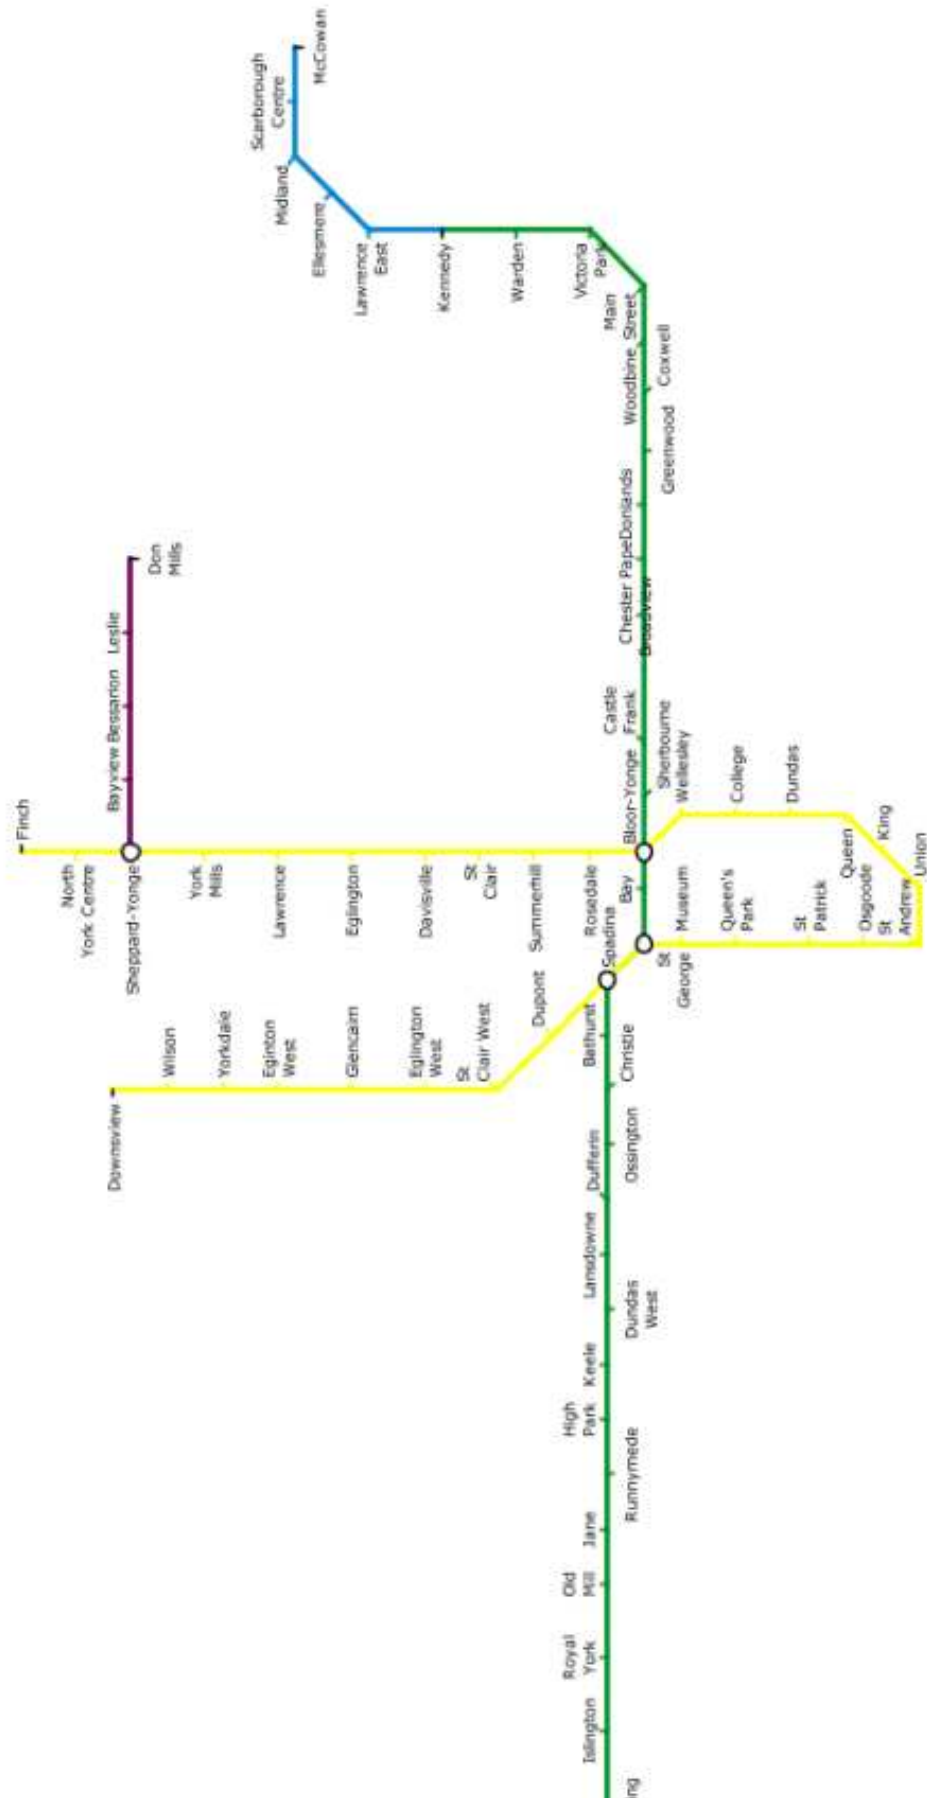 McCowan
Scarborough
Centre
Midland
Ellesmere
Lawrence
East
Kennedy
Warden
Victoria
Park
Main
Street
Woodbine
Coxwell
Greenwood
Donlands
Pape
Chester
Broadview
Castle
Frank
Sherbourne
Bloor-Yonge
Don
Mills
Leslie
Bessarion
Bayview
Sheppard-Yonge
Finch
North
York Centre
York
Mills
Lawrence
Eglington
Davisville
St
Clair
Summerhill
Rosedale
Wellesley
College
Dundas
Queen
King
Union
St
Andrew
Osgoode
St
Patrick
Queen's
Park
Museum
St
George
Bay
Spadina
Dupont
St
Clair West
Eglington
West
Glencairn
Eginton
West
Yorkdale
Wilson
Downsview
Bathurst
Christie
Ossington
Dufferin
Lansdowne
Dundas
West
Keele
High
Park
Runnymede
Jane
Old
Mill
Royal
York
Islington
ng